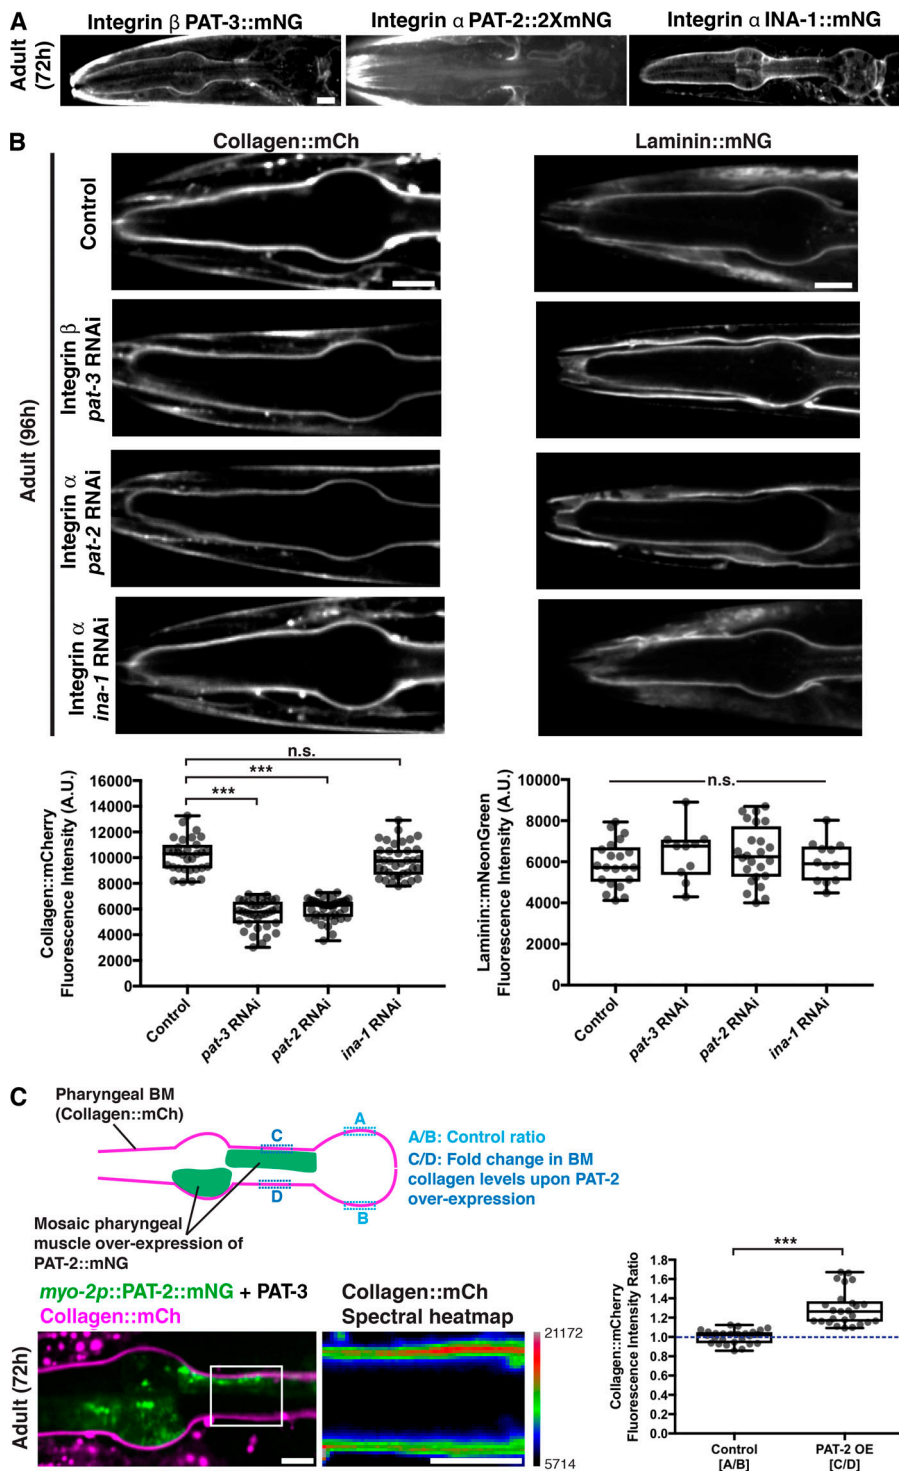 A
Integrin β PAT-3::mNG
Integrin α PAT-2::2XmNG
Integrin α INA-1::mNG
Adult
(72h)
B
Collagen::mCh
Laminin::mNG
Adult (96h)
Control
Integrin β
pat-3 RNAi
Integrin α
pat-2 RNAi
Integrin α
ina-1 RNAi
n.s.
***
***
16000
14000
12000
10000
8000
6000
4000
2000
0
Collagen::mCherry
Fluorescence Intensity (A.U.)
Control
pat-3 RNAi
pat-2 RNAi
ina-1 RNAi
n.s.
10000
8000
6000
4000
2000
0
Laminin::mNeonGreen
Fluorescence Intensity (A.U.)
Control
pat-3 RNAi
pat-2 RNAi
ina-1 RNAi
C
Pharyngeal BM
(Collagen::mCh)
A
C
D
B
A/B: Control ratio
C/D: Fold change in BM
collagen levels upon PAT-2
over-expression
Mosaic pharyngeal
muscle over-expression of
PAT-2::mNG
myo-2p::PAT-2::mNG + PAT-3
Collagen::mCh
Adult (72h)
Collagen::mCh
Spectral heatmap
21172
5714
***
1.8
1.6
1.4
1.2
1.0
0.8
0.6
0.4
0.2
0.0
Collagen::mCherry
Fluorescence Intensity Ratio
Control
[A/B]
PAT-2 OE
[C/D]